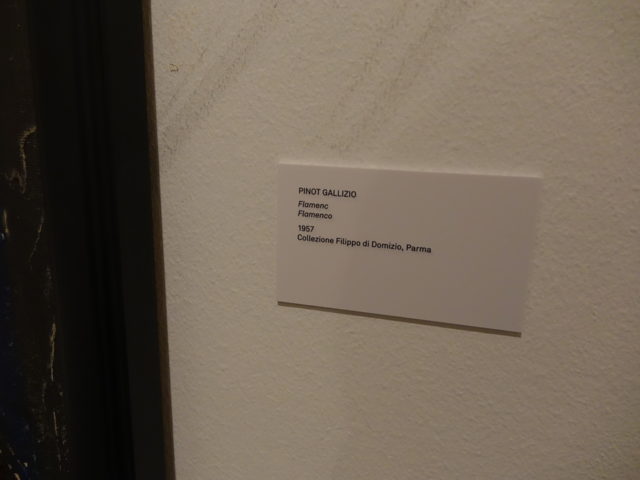 PINOT GALLIZIO
Flamenc
Flamenco
1957
Collezione Filippo di Domizio, Parma